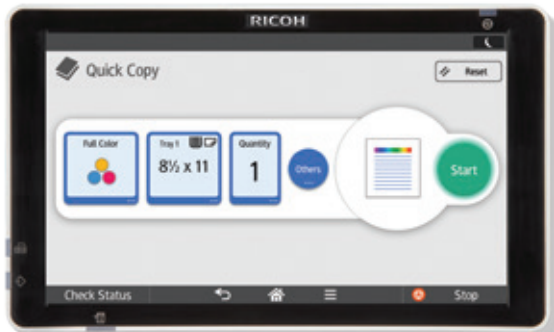 RICOH
Quick Copy
Reset
Full Color
Tray 1
8½ x 11
Quantity
1
Others
Start
Check Status
Stop